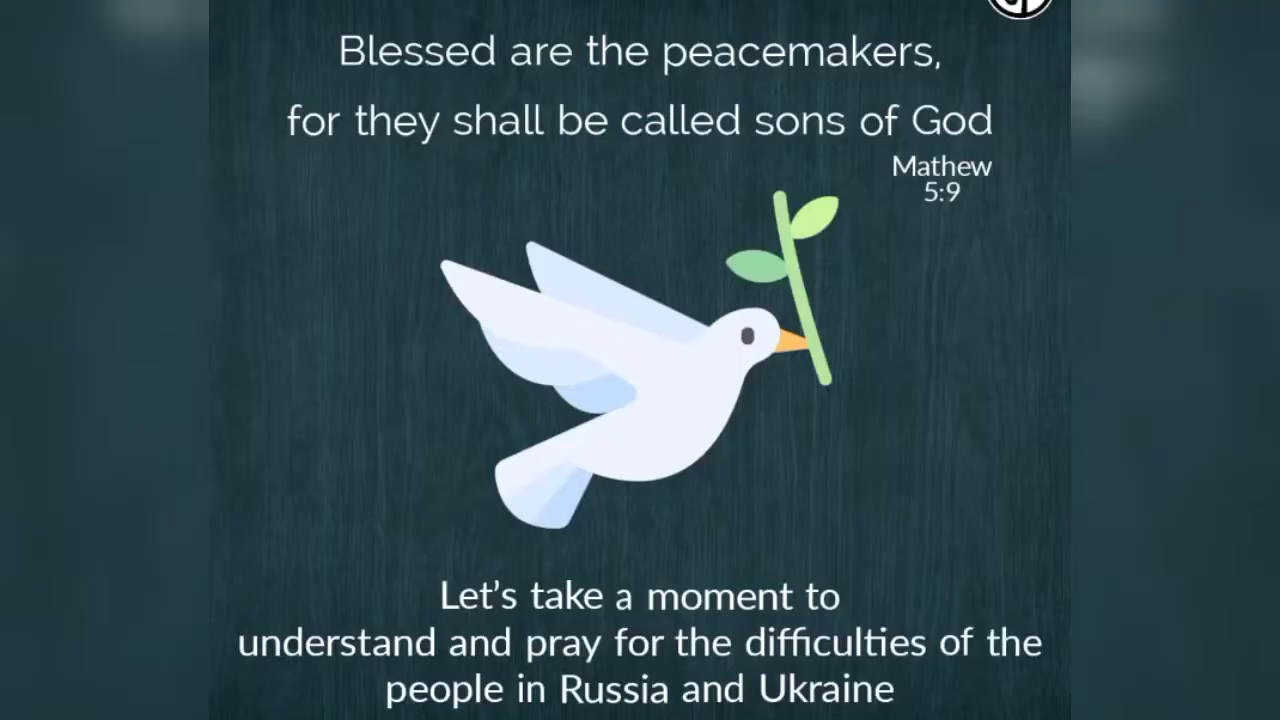 Blessed are the peacemakers,
for they shall be called sons of God
Mathew
5:9
Let's take a moment to
understand and pray for the difficulties of the
people in Russia and Ukraine